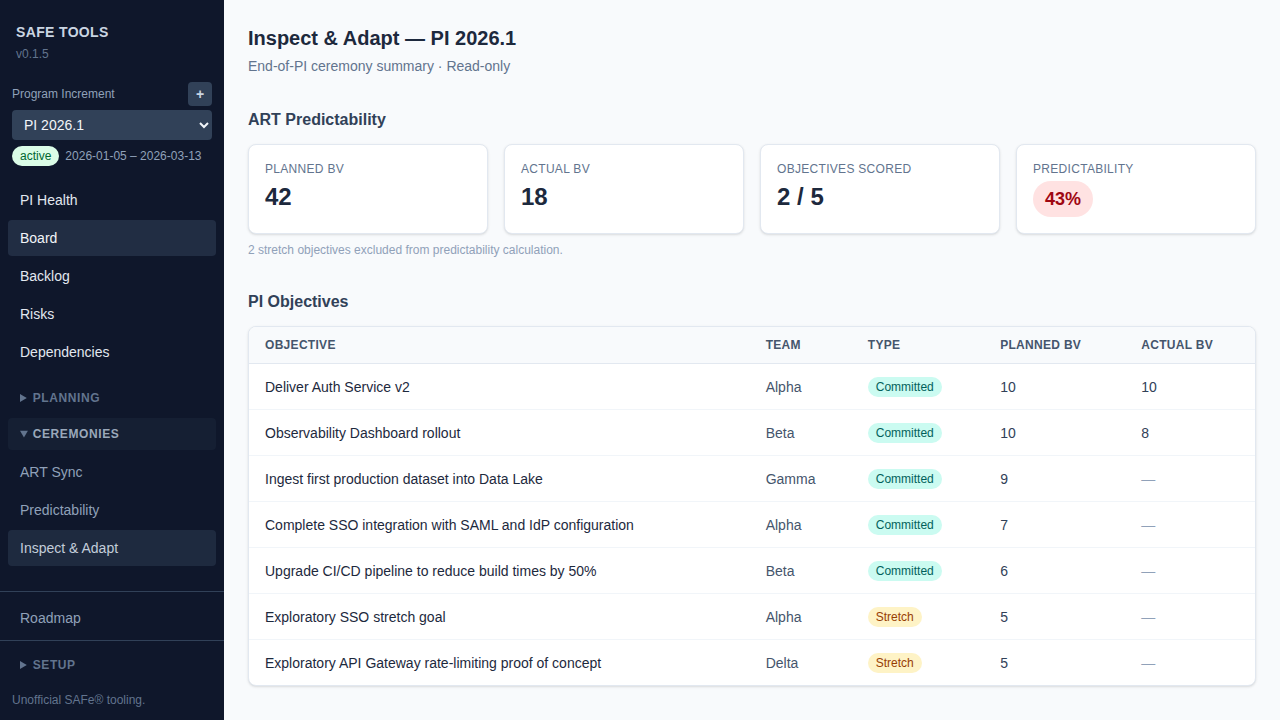 SAFE TOOLS
v0.1.5
Program Increment
+
PI 2026.1
active 2026-01-05 – 2026-03-13
PI Health
Board
Backlog
Risks
Dependencies
PLANNING
CEREMONIES
ART Sync
Predictability
Inspect & Adapt
Roadmap
SETUP
Unofficial SAFe® tooling.
Inspect & Adapt — PI 2026.1
End-of-PI ceremony summary · Read-only
ART Predictability
PLANNED BV
42
ACTUAL BV
18
OBJECTIVES SCORED
2 / 5
PREDICTABILITY
43%
2 stretch objectives excluded from predictability calculation.
PI Objectives
OBJECTIVE TEAM TYPE PLANNED BV ACTUAL BV
Deliver Auth Service v2 Alpha Committed 10 10
Observability Dashboard rollout Beta Committed 10 8
Ingest first production dataset into Data Lake Gamma Committed 9 —
Complete SSO integration with SAML and IdP configuration Alpha Committed 7 —
Upgrade CI/CD pipeline to reduce build times by 50% Beta Committed 6 —
Exploratory SSO stretch goal Alpha Stretch 5 —
Exploratory API Gateway rate-limiting proof of concept Delta Stretch 5 —